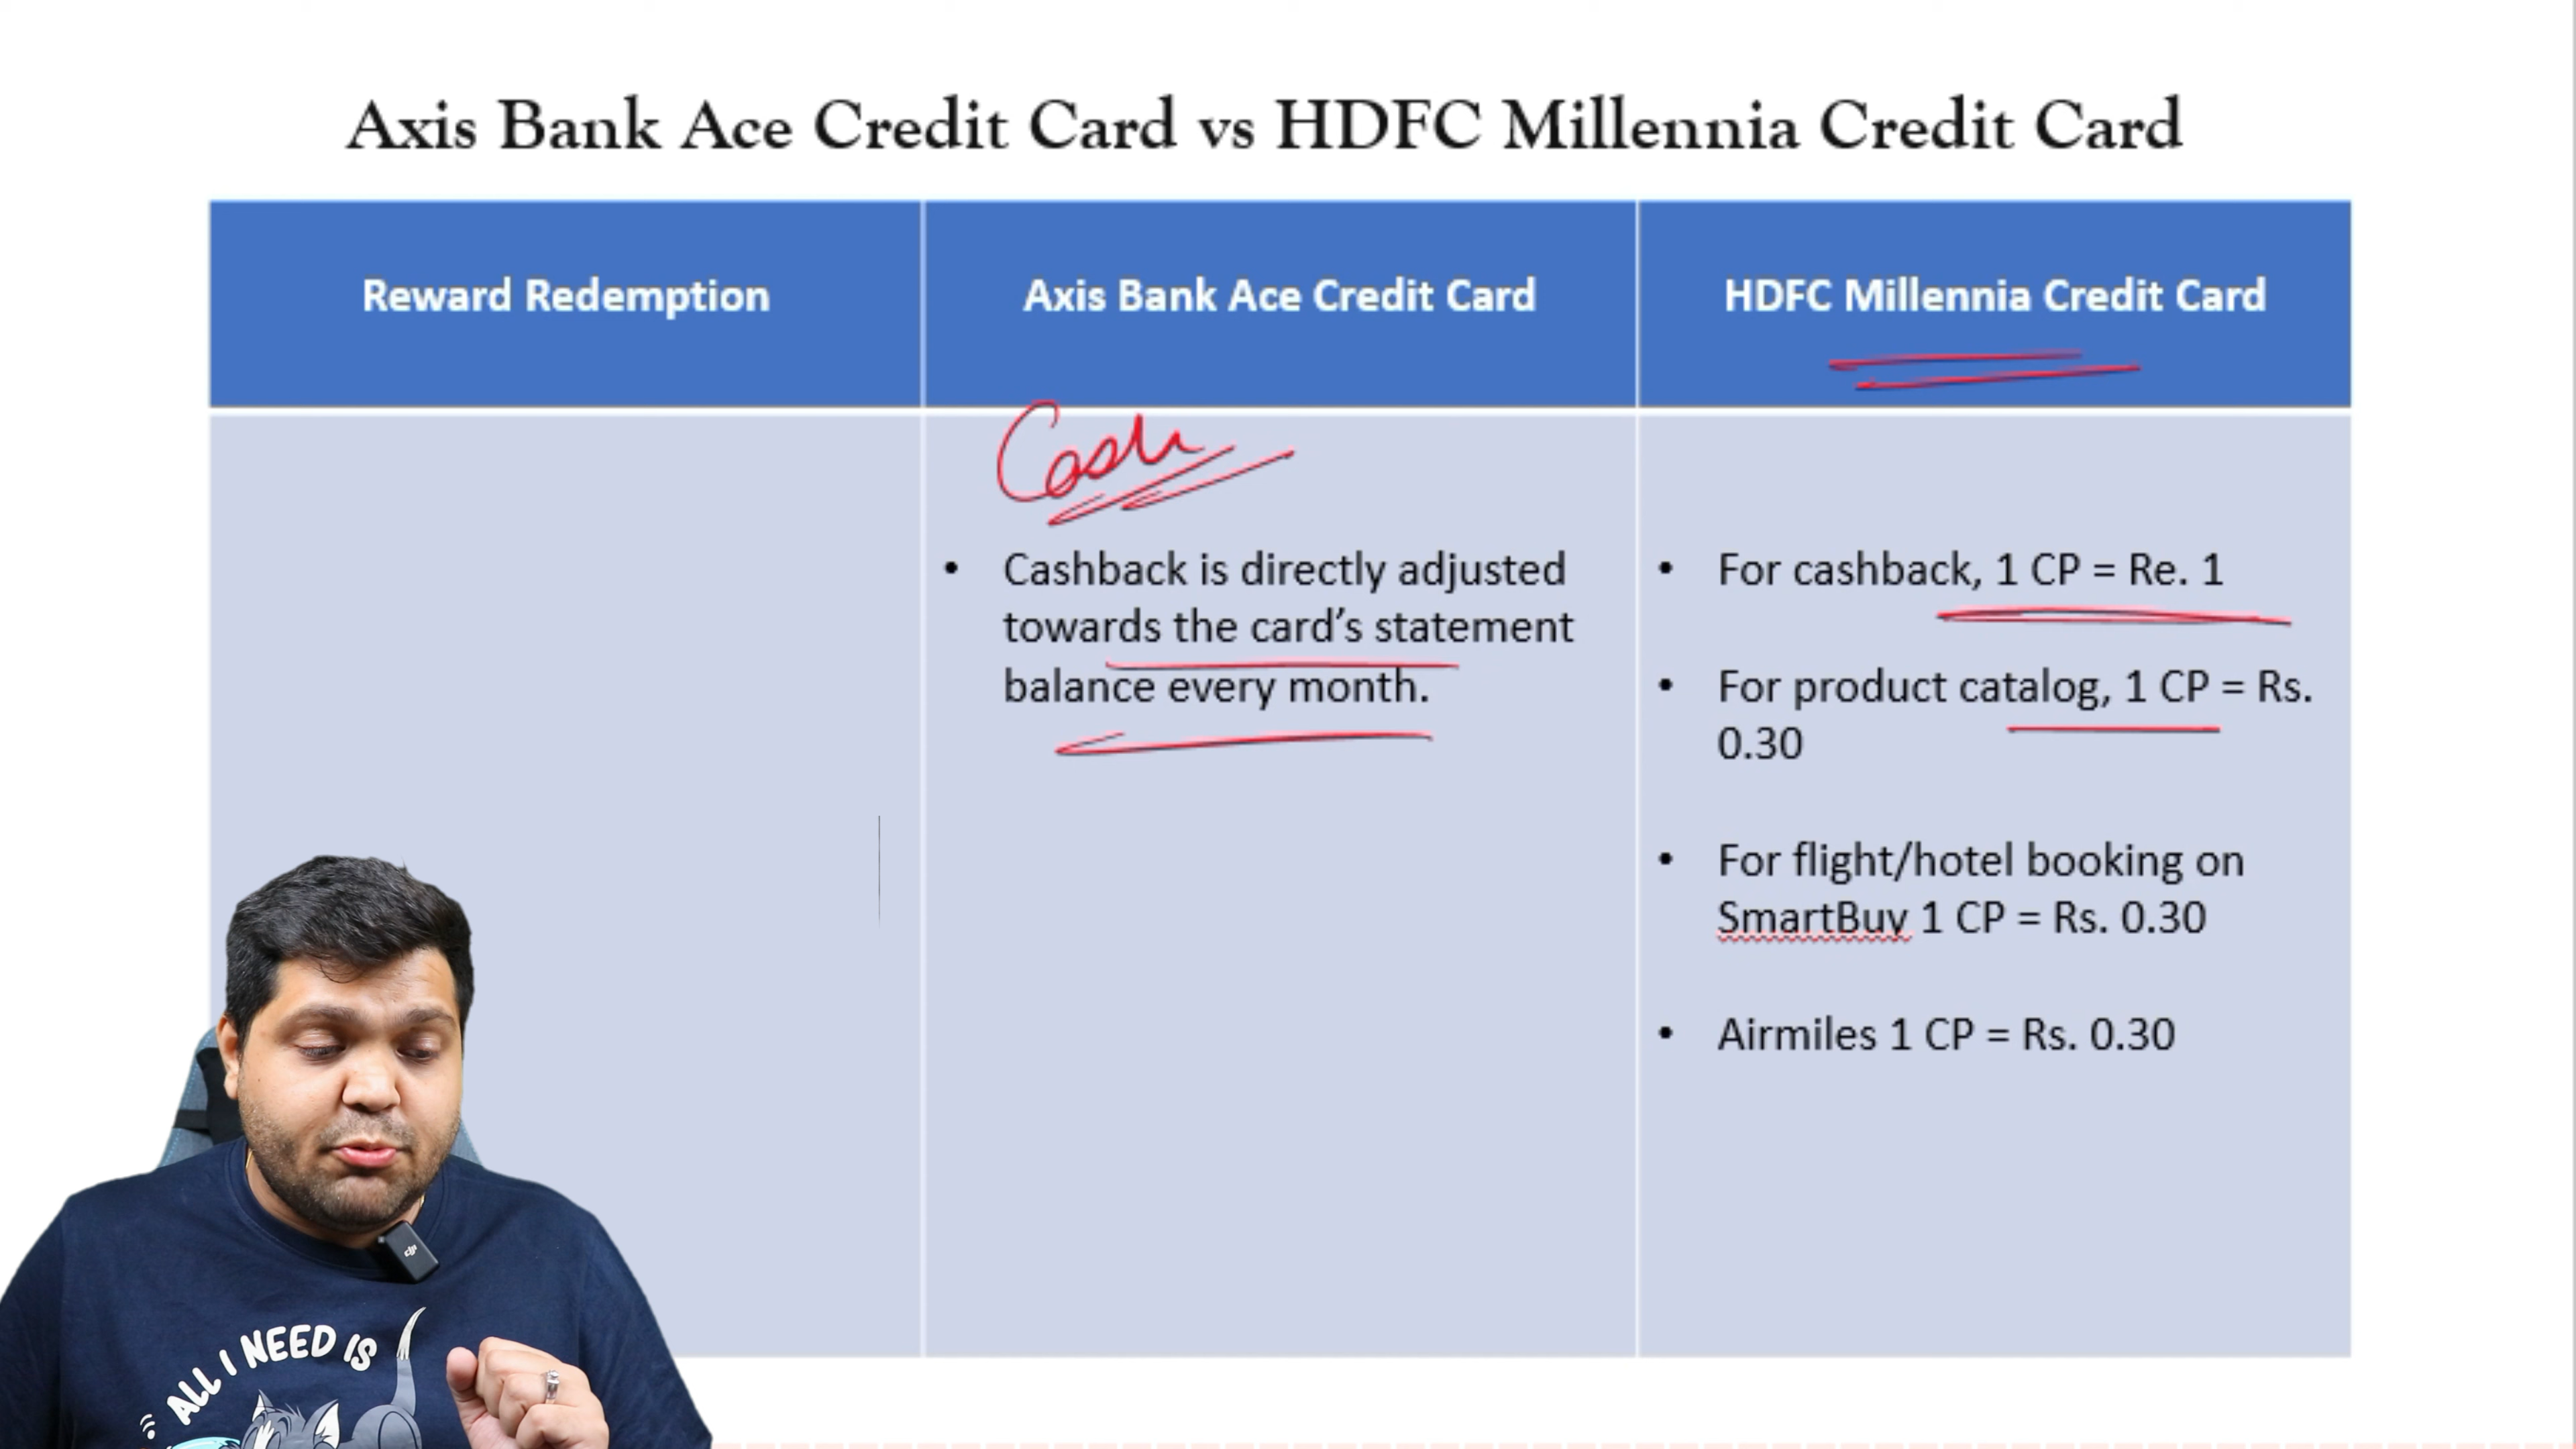 Axis Bank Ace Credit Card vs HDFC Millennia Credit Card
Reward Redemption
Axis Bank Ace Credit Card
HDFC Millennia Credit Card
Cash
• Cashback is directly adjusted
towards the card’s statement
balance every month.
• For cashback, 1 CP = Re. 1
• For product catalog, 1 CP = Rs.
0.30
• For flight/hotel booking on
SmartBuy 1 CP = Rs. 0.30
• Airmiles 1 CP = Rs. 0.30
dji
ALL I NEED IS